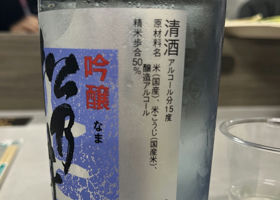 清酒
アルコール分15度
原材料名 米(国産)、米こうじ(国産米)、
醸造アルコール
精米歩合50%
吟醸
なま